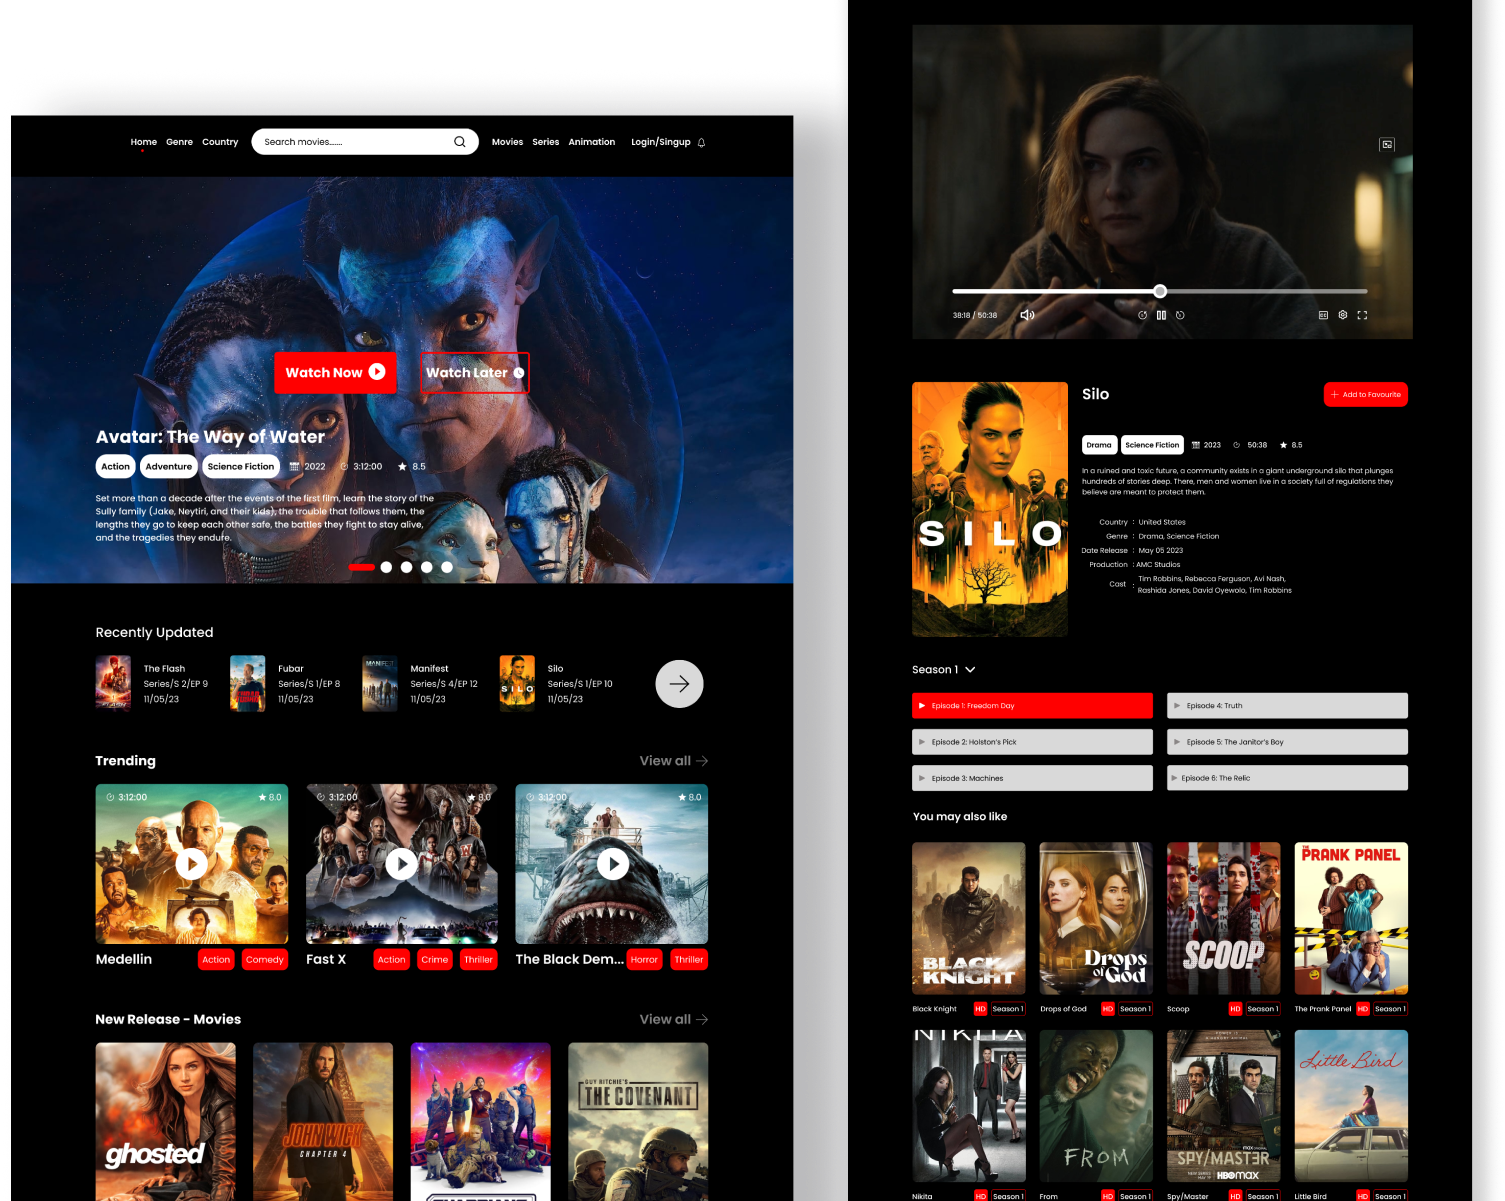 Home Genre Country Search movies...... Movies Series Animation Login/Singup
Watch Now
Watch Later
Avatar: The Way of Water
Action Adventure Science Fiction 2022 3:12:00 8.5
Set more than a decade after the events of the first film, learn the story of the
Sully family (Jake, Neytiri, and their kids), the trouble that follows them, the
lengths they go to keep each other safe, the battles they fight to stay alive,
and the tragedies they endure.
Recently Updated
The Flash
Series/S 2/EP 9
11/05/23
FUBAR
Fubar
Series/S 1/EP 8
11/05/23
MANIFEST
Manifest
Series/S 4/EP 12
11/05/23
SILO
Silo
Series/S 1/EP 10
11/05/23
Trending
View all
3:12:00 8.0
3:12:00 8.0
3:12:00 8.0
Medellin Action Comedy
Fast X Action Crime Thriller
The Black Dem... Horror Thriller
New Release - Movies
View all
ghosted
JOHN WICK
CHAPTER 4
GUY RITCHIE'S
THE COVENANT
38:18 / 50:38
CC
SILO
Silo
+ Add to Favourite
Drama Science Fiction 2023 50:38 8.5
In a ruined and toxic future, a community exists in a giant underground silo that plunges
hundreds of stories deep. There, men and women live in a society full of regulations they
believe are meant to protect them.
Country : United States
Genre : Drama, Science Fiction
Date Release : May 05 2023
Production : AMC Studios
Cast : Tim Robbins, Rebecca Ferguson, Avi Nash,
Rashida Jones, David Oyewolo, Tim Robbins
Season 1
Episode 1: Freedom Day
Episode 4: Truth
Episode 2: Holston's Pick
Episode 5: The Janitor's Boy
Episode 3: Machines
Episode 6: The Relic
You may also like
BLACK
KNIGHT
Drops
of God
SCOOP
THE
PRANK PANEL
Black Knight HD Season 1
Drops of God HD Season 1
Scoop HD Season 1
The Prank Panel HD Season 1
NIKITA
FROM
SPY/MASTER
HBOMAX
Little Bird
Nikita HD Season 1
From HD Season 1
Spy/Master HD Season 1
Little Bird HD Season 1